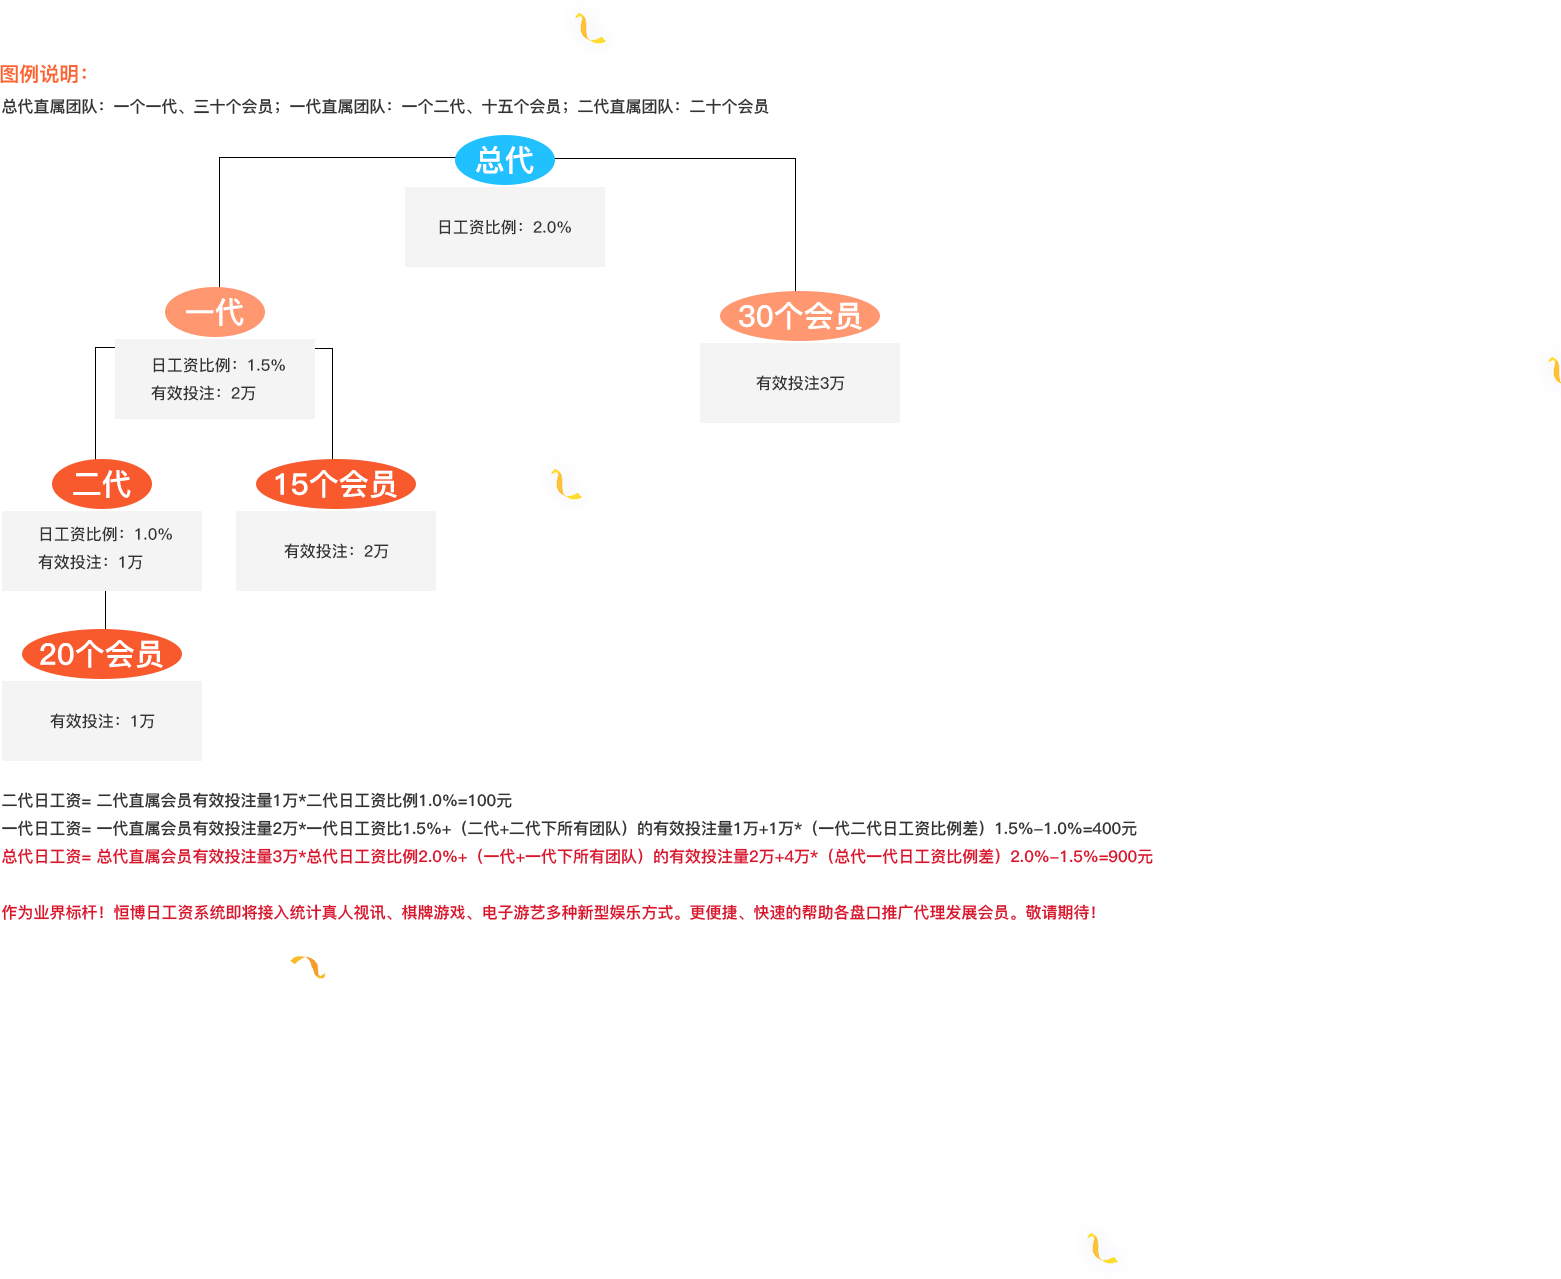 图例说明：
总代直属团队：一个一代、三十个会员；一代直属团队：一个二代、十五个会员；二代直属团队：二十个会员
总代
日工资比例：2.0%
一代
30个会员
日工资比例：1.5%
有效投注：2万
有效投注3万
二代
15个会员
日工资比例：1.0%
有效投注：1万
有效投注：2万
20个会员
有效投注：1万
二代日工资= 二代直属会员有效投注量1万*二代日工资比例1.0%=100元
一代日工资= 一代直属会员有效投注量2万*一代日工资比1.5%+（二代+二代下所有团队）的有效投注量1万+1万*（一代二代日工资比例差）1.5%-1.0%=400元
总代日工资= 总代直属会员有效投注量3万*总代日工资比例2.0%+（一代+一代下所有团队）的有效投注量2万+4万*（总代一代日工资比例差）2.0%-1.5%=900元
作为业界标杆！恒博日工资系统即将接入统计真人视讯、棋牌游戏、电子游艺多种新型娱乐方式。更便捷、快速的帮助各盘口推广代理发展会员。敬请期待！